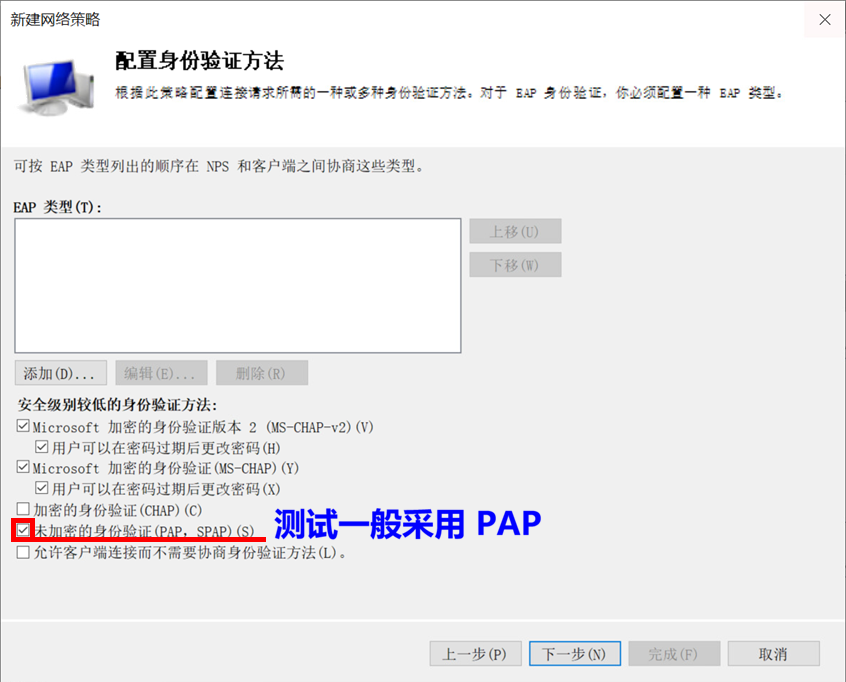 新建网络策略
配置身份验证方法
根据此策略配置连接请求所需的一种或多种身份验证方法。对于 EAP 身份验证，你必须配置一种 EAP 类型。
可按 EAP 类型列出的顺序在 NPS 和客户端之间协商这些类型。
EAP 类型(T):
上移(U)
下移(W)
添加(D)... 编辑(E)... 删除(R)
安全级别较低的身份验证方法:
Microsoft 加密的身份验证版本 2 (MS-CHAP-v2)(V)
用户可以在密码过期后更改密码(H)
Microsoft 加密的身份验证(MS-CHAP)(Y)
用户可以在密码过期后更改密码(X)
加密的身份验证(CHAP)(C)
未加密的身份验证(PAP，SPAP)(S) 测试一般采用 PAP
允许客户端连接而不需要协商身份验证方法(L)。
上一步(P) 下一步(N) 完成(F) 取消